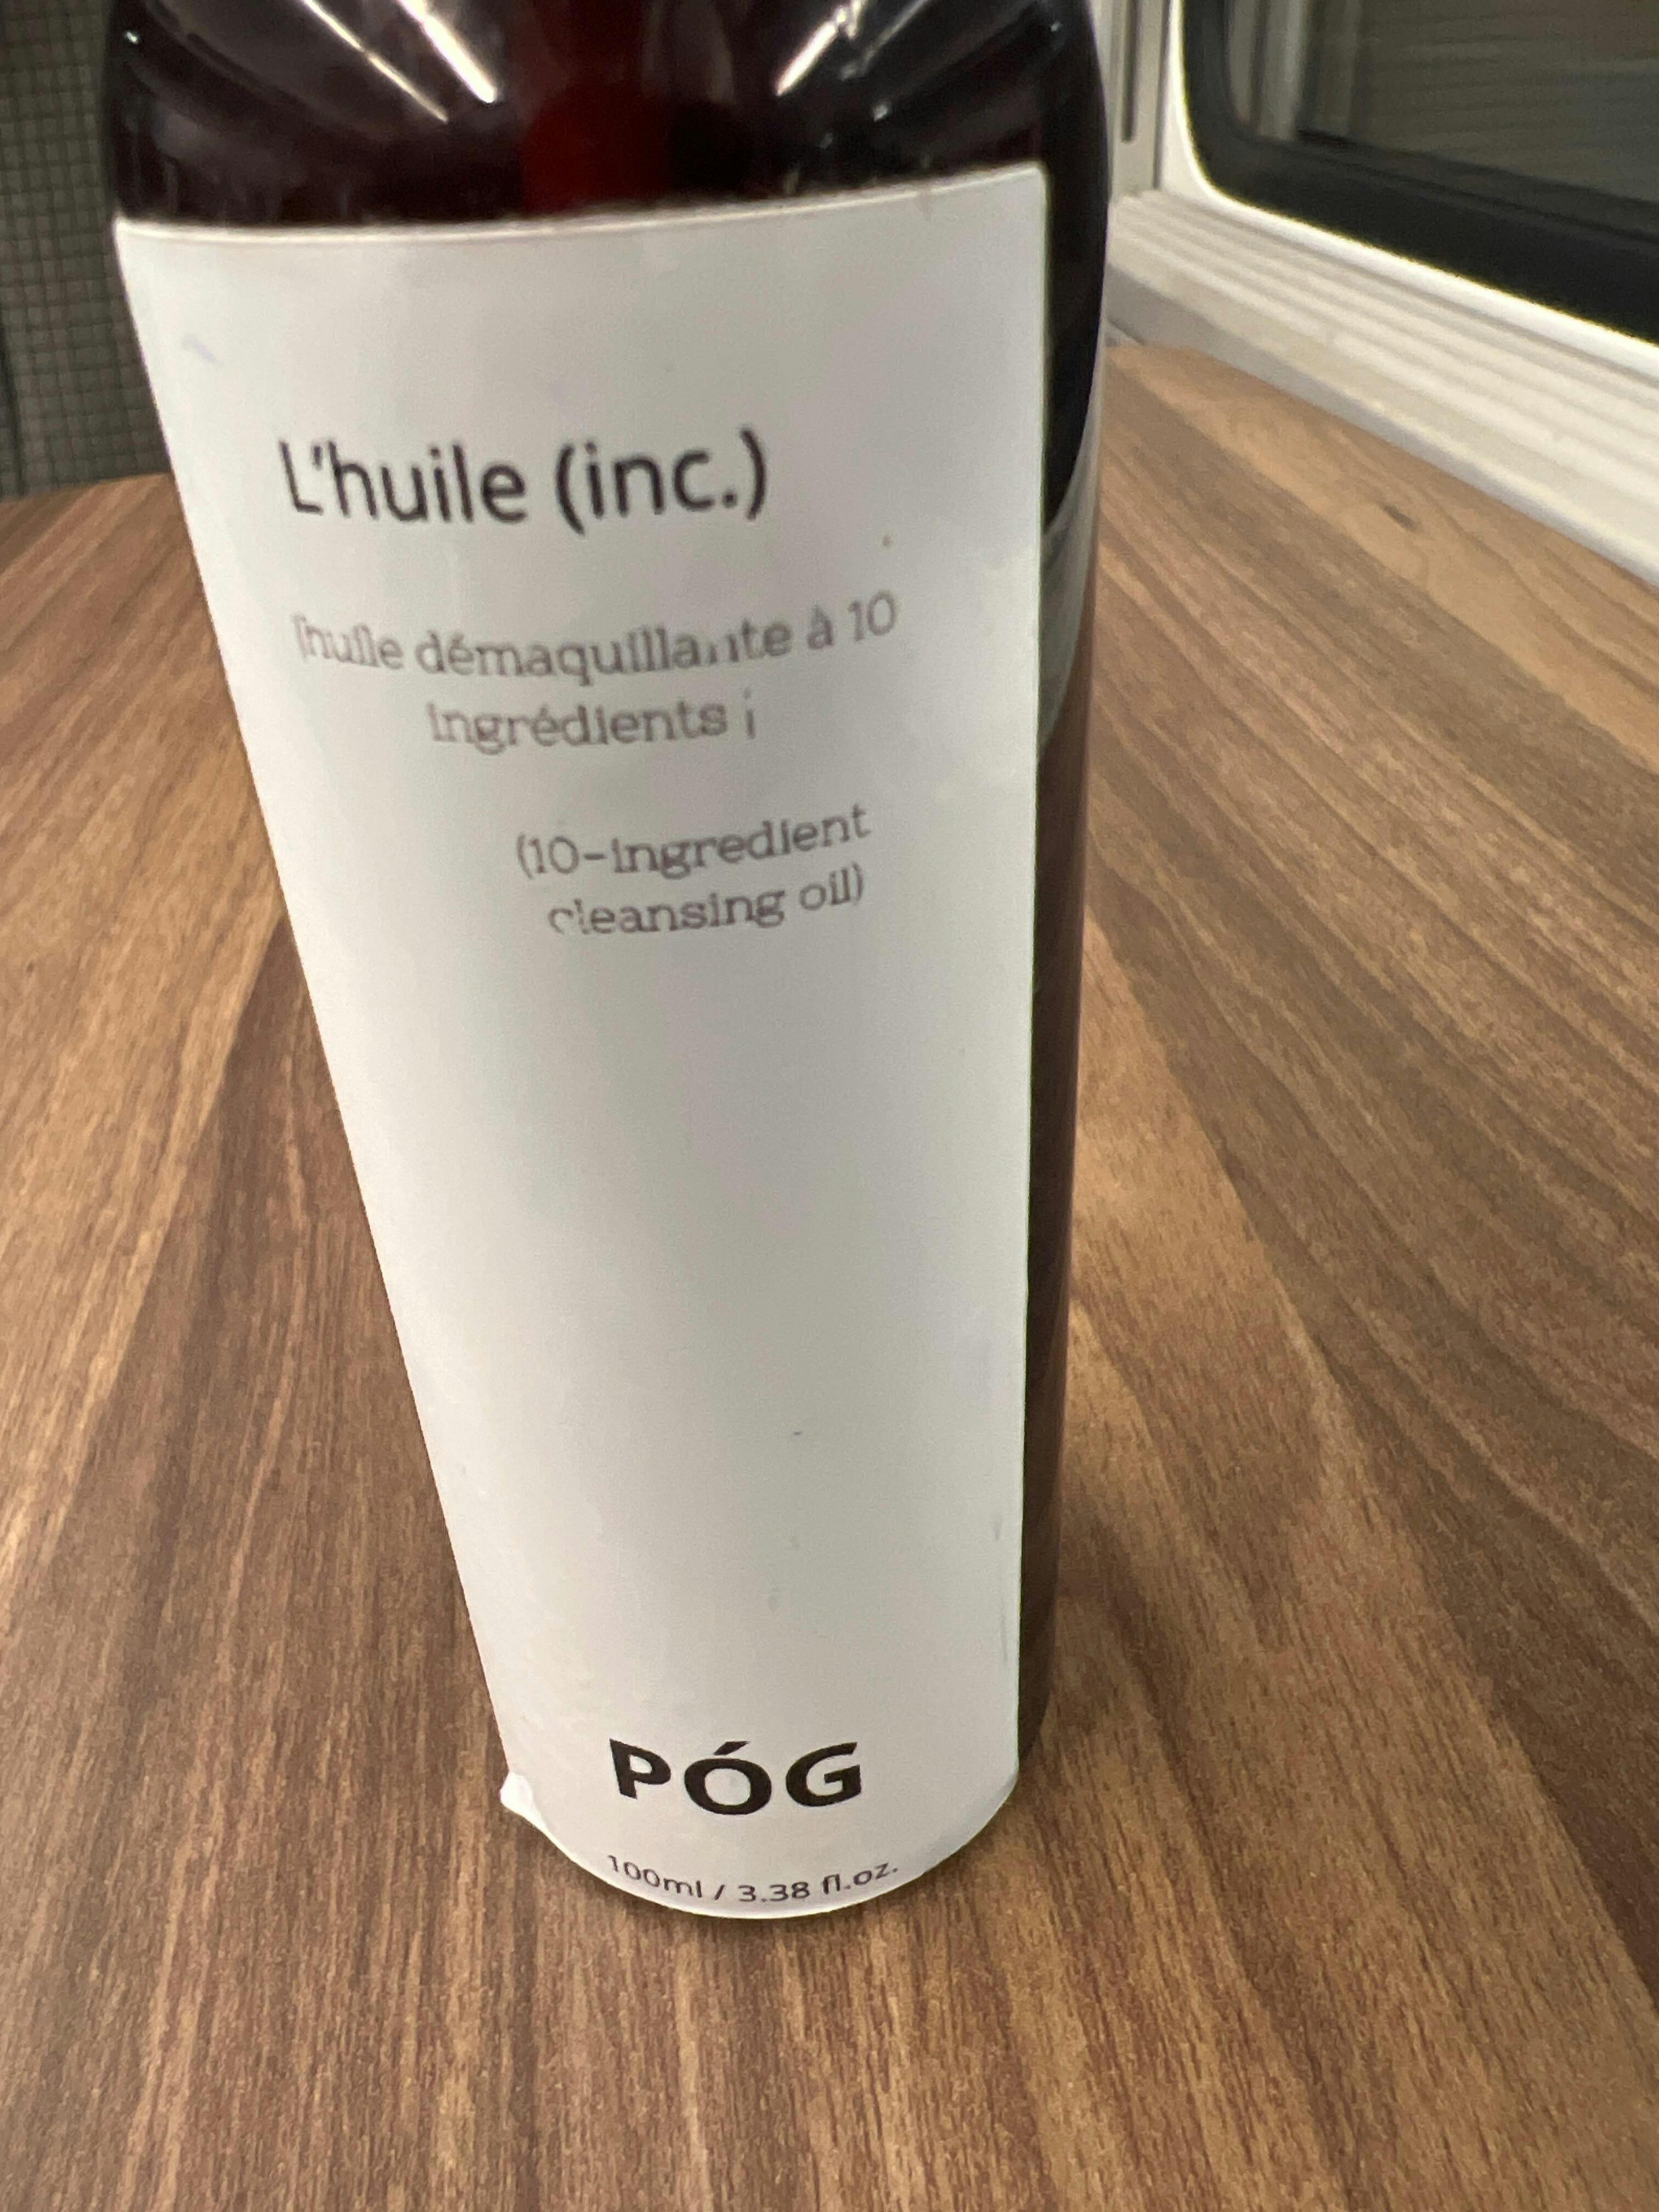 L'huile (inc.)
(huile démaquillante à 10
ingrédients )
(10-ingredient
cleansing oil)
PÓG
100ml / 3.38 fl.oz.